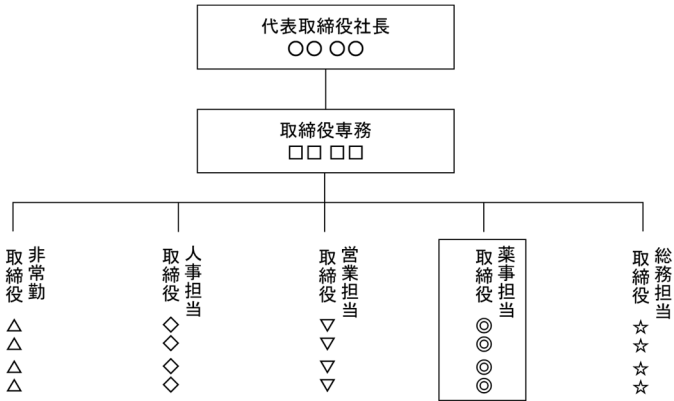 代表取締役社長
○○ ○○
取締役専務
□□ □□
総務担当
取締役
☆☆ ☆☆
薬事担当
取締役
◎◎ ◎◎
営業担当
取締役
▽▽ ▽▽
人事担当
取締役
◇◇ ◇◇
非常勤
取締役
△△ △△